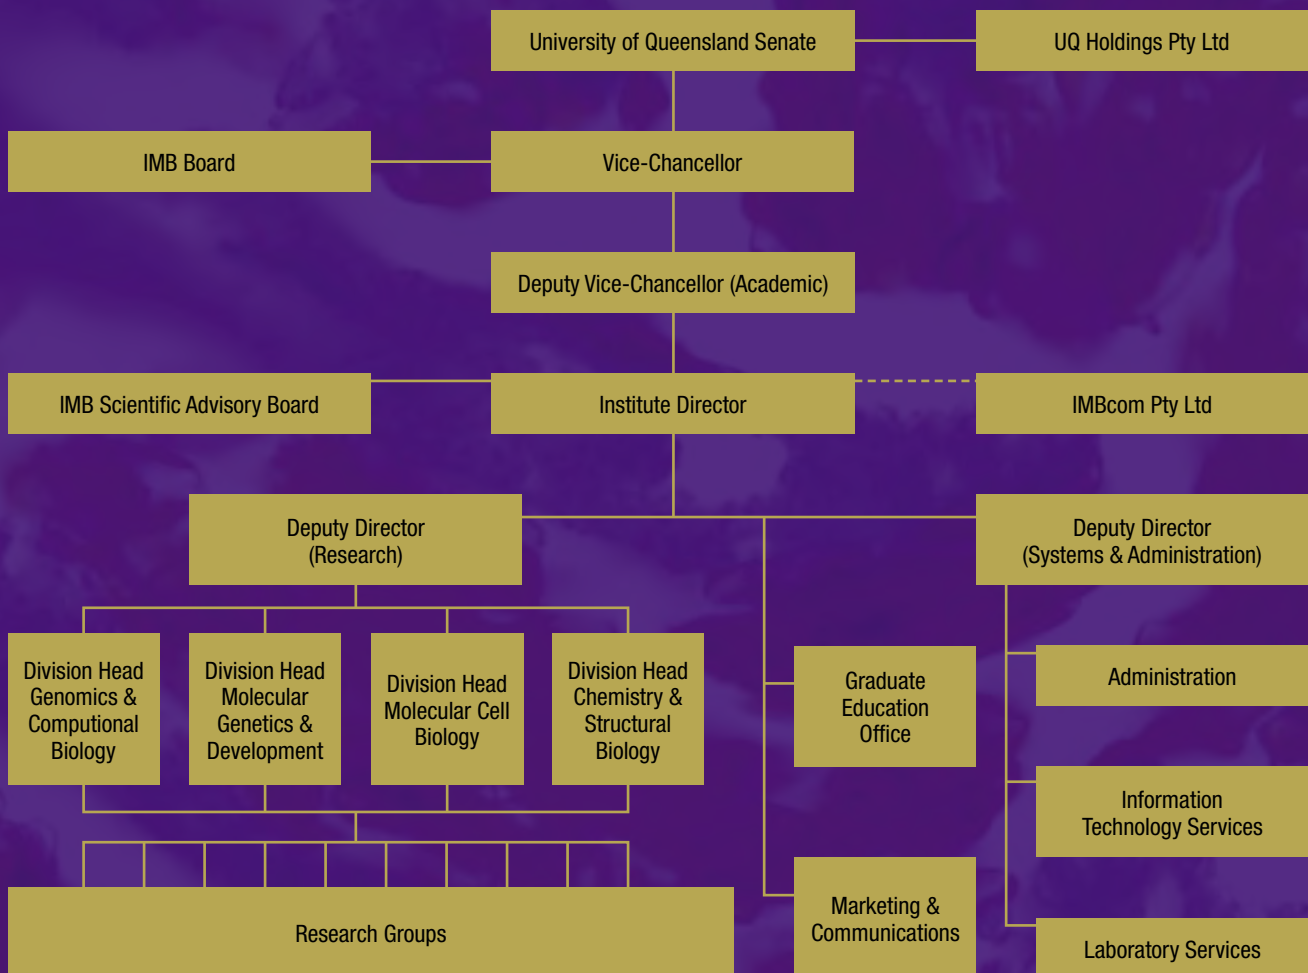 University of Queensland Senate
UQ Holdings Pty Ltd
IMB Board
Vice-Chancellor
Deputy Vice-Chancellor (Academic)
IMB Scientific Advisory Board
Institute Director
IMBcom Pty Ltd
Deputy Director
(Research)
Deputy Director
(Systems & Administration)
Division Head
Genomics &
Computional
Biology
Division Head
Molecular
Genetics &
Development
Division Head
Molecular Cell
Biology
Division Head
Chemistry &
Structural
Biology
Graduate
Education
Office
Administration
Information
Technology Services
Research Groups
Marketing &
Communications
Laboratory Services